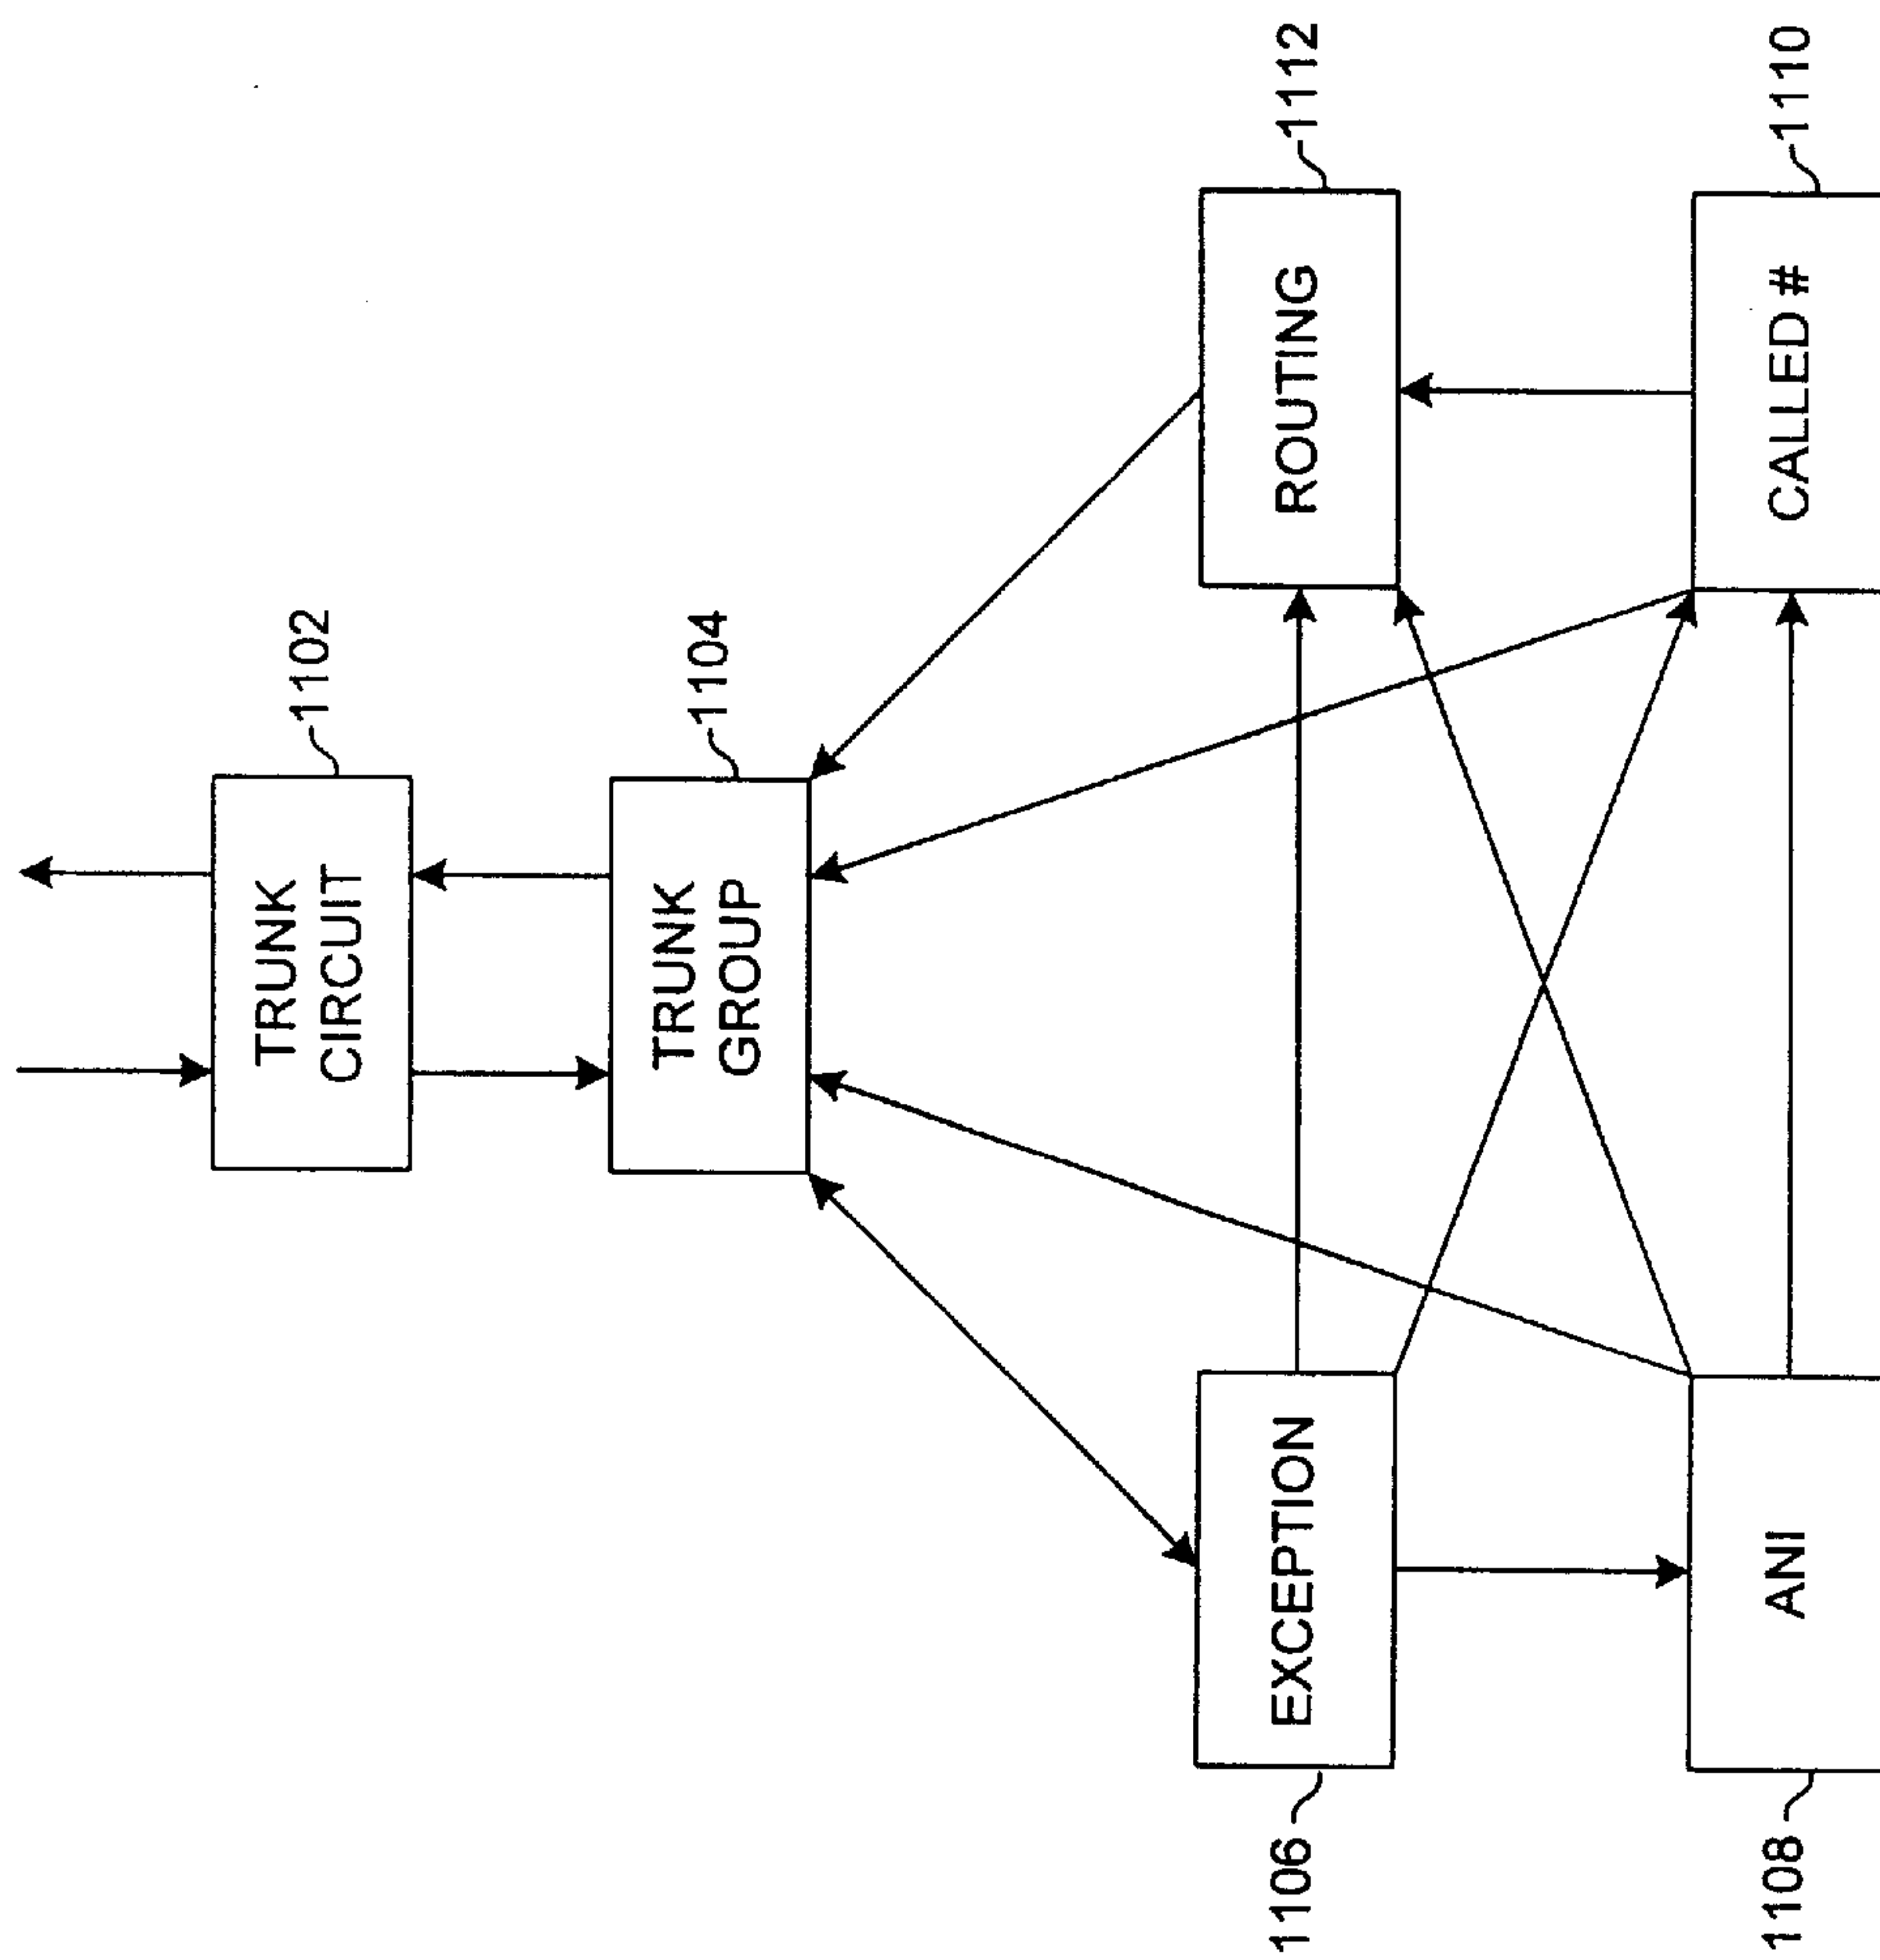 1102
TRUNK
CIRCUIT
1104
TRUNK
GROUP
1106
EXCEPTION
1112
ROUTING
1108
ANI
1110
CALLED #